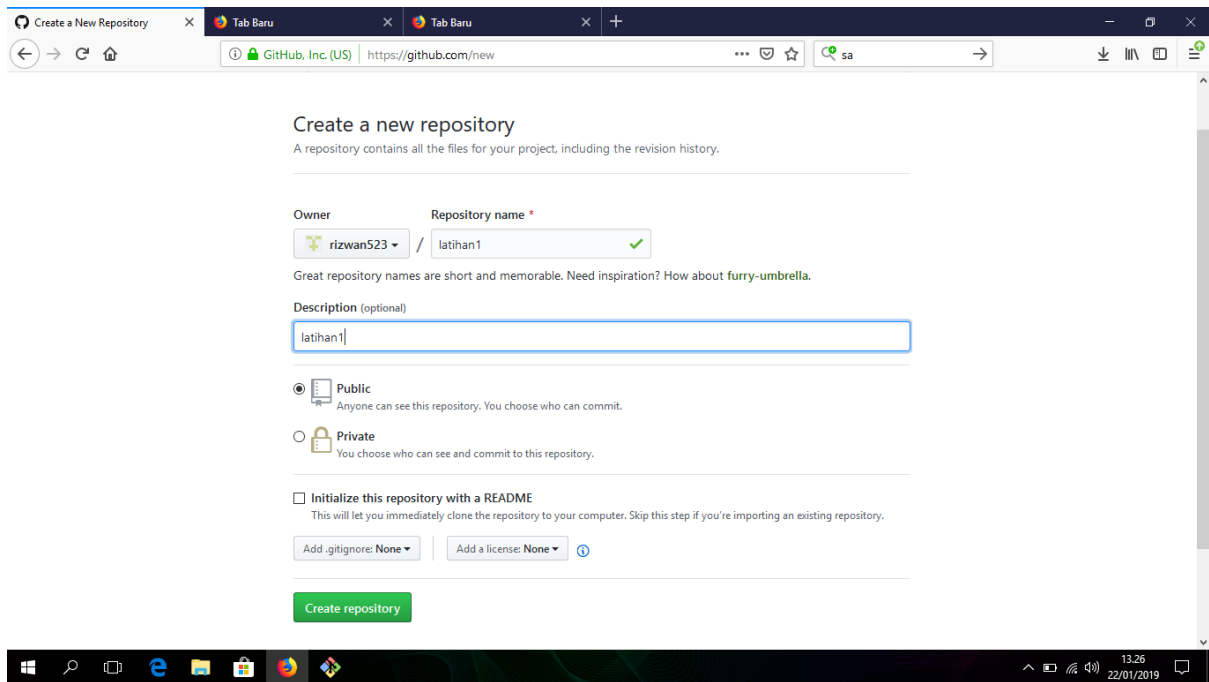 Create a New Repository Tab Baru Tab Baru
GitHub, Inc. (US) https://github.com/new sa
Create a new repository
A repository contains all the files for your project, including the revision history.
Owner Repository name *
rizwan523 / latihan1
Great repository names are short and memorable. Need inspiration? How about furry-umbrella.
Description (optional)
latihan1
Public
Anyone can see this repository. You choose who can commit.
Private
You choose who can see and commit to this repository.
Initialize this repository with a README
This will let you immediately clone the repository to your computer. Skip this step if you're importing an existing repository.
Add .gitignore: None Add a license: None
Create repository
13.26
22/01/2019